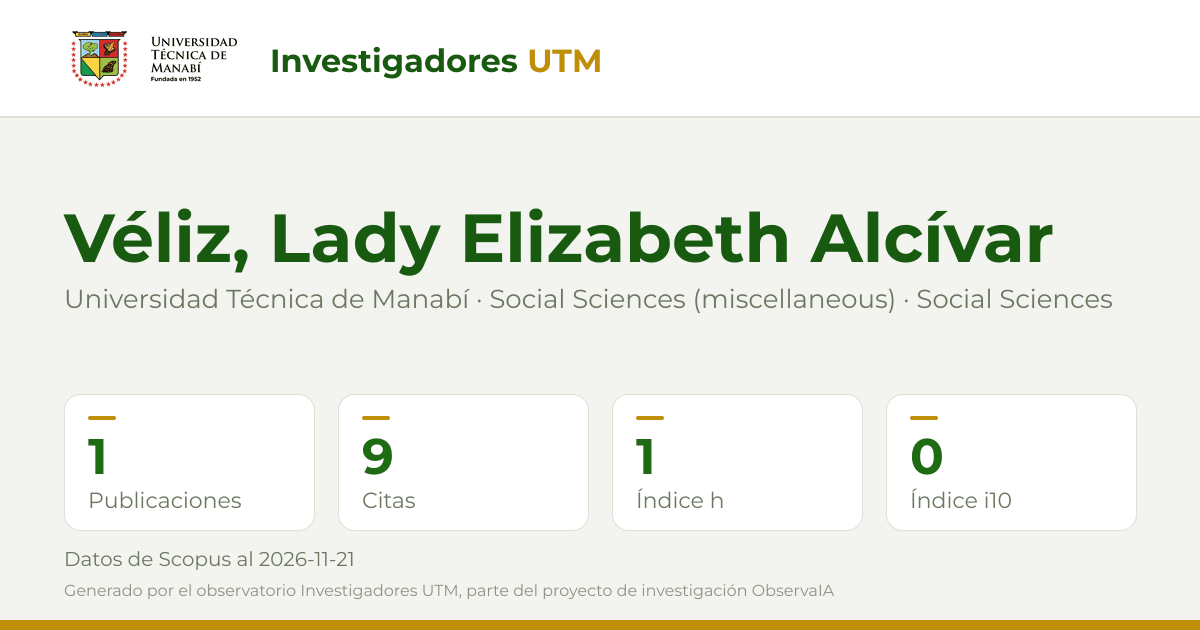 UNIVERSIDAD
TÉCNICA DE
MANABÍ
Fundada en 1952
Investigadores UTM
Véliz, Lady Elizabeth Alcívar
Universidad Técnica de Manabí · Social Sciences (miscellaneous) · Social Sciences
1
Publicaciones
9
Citas
1
Índice h
0
Índice i10
Datos de Scopus al 2026-11-21
Generado por el observatorio Investigadores UTM, parte del proyecto de investigación ObservaIA